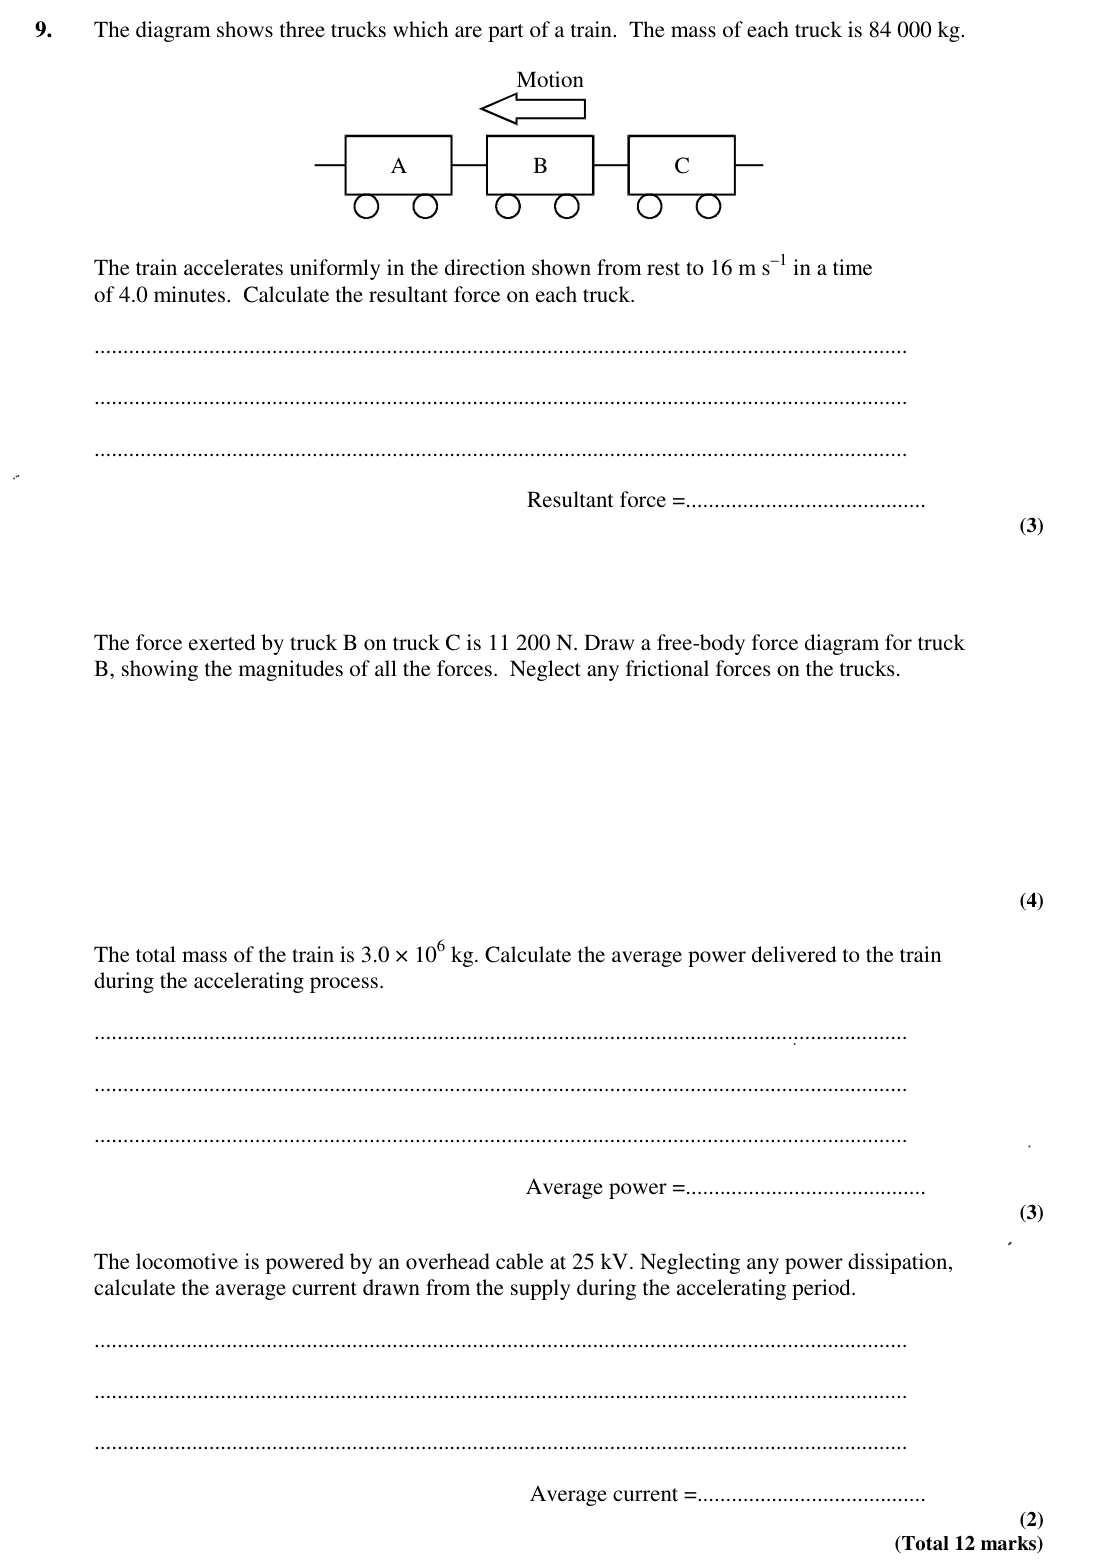 9. The diagram shows three trucks which are part of a train. The mass of each truck is 84 000 kg.
Motion
A B C
The train accelerates uniformly in the direction shown from rest to 16 m s⁻¹ in a time
of 4.0 minutes. Calculate the resultant force on each truck.
..........................................................................................
..........................................................................................
..........................................................................................
Resultant force =..........................................
(3)
The force exerted by truck B on truck C is 11 200 N. Draw a free-body force diagram for truck
B, showing the magnitudes of all the forces. Neglect any frictional forces on the trucks.
(4)
The total mass of the train is 3.0 × 10⁶ kg. Calculate the average power delivered to the train
during the accelerating process.
..........................................................................................
..........................................................................................
..........................................................................................
Average power =..........................................
(3)
The locomotive is powered by an overhead cable at 25 kV. Neglecting any power dissipation,
calculate the average current drawn from the supply during the accelerating period.
..........................................................................................
..........................................................................................
..........................................................................................
Average current =........................................
(2)
(Total 12 marks)